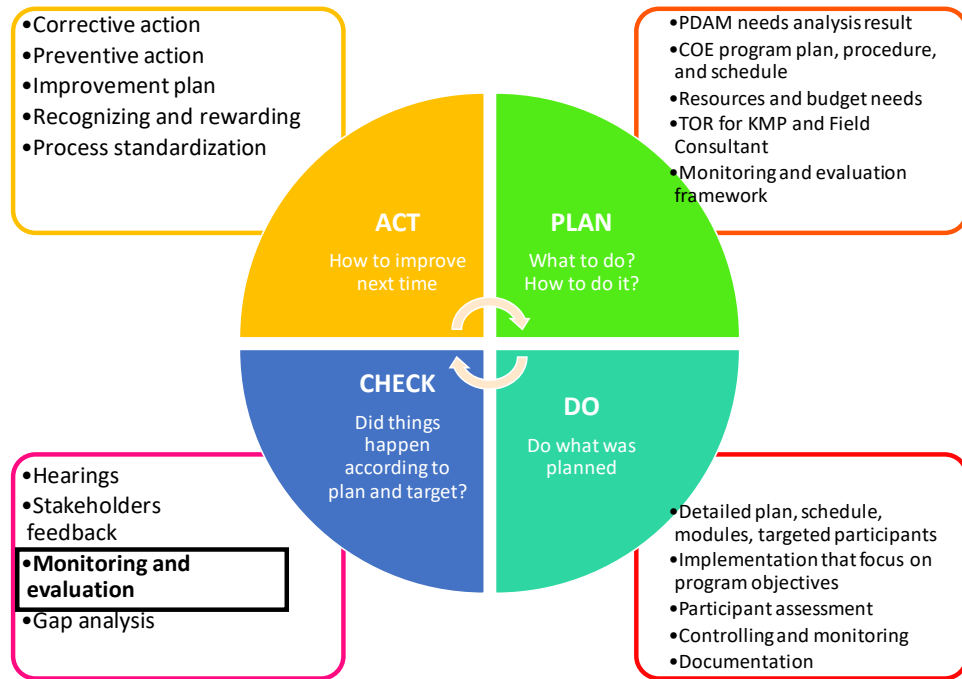 •Corrective action
•Preventive action
•Improvement plan
•Recognizing and rewarding
•Process standardization
•PDAM needs analysis result
•COE program plan, procedure,
and schedule
•Resources and budget needs
•TOR for KMP and Field
Consultant
•Monitoring and evaluation
framework
ACT
How to improve
next time
PLAN
What to do?
How to do it?
CHECK
Did things
happen
according to
plan and target?
DO
Do what was
planned
•Hearings
•Stakeholders
feedback
•Monitoring and
evaluation
•Gap analysis
•Detailed plan, schedule,
modules, targeted participants
•Implementation that focus on
program objectives
•Participant assessment
•Controlling and monitoring
•Documentation